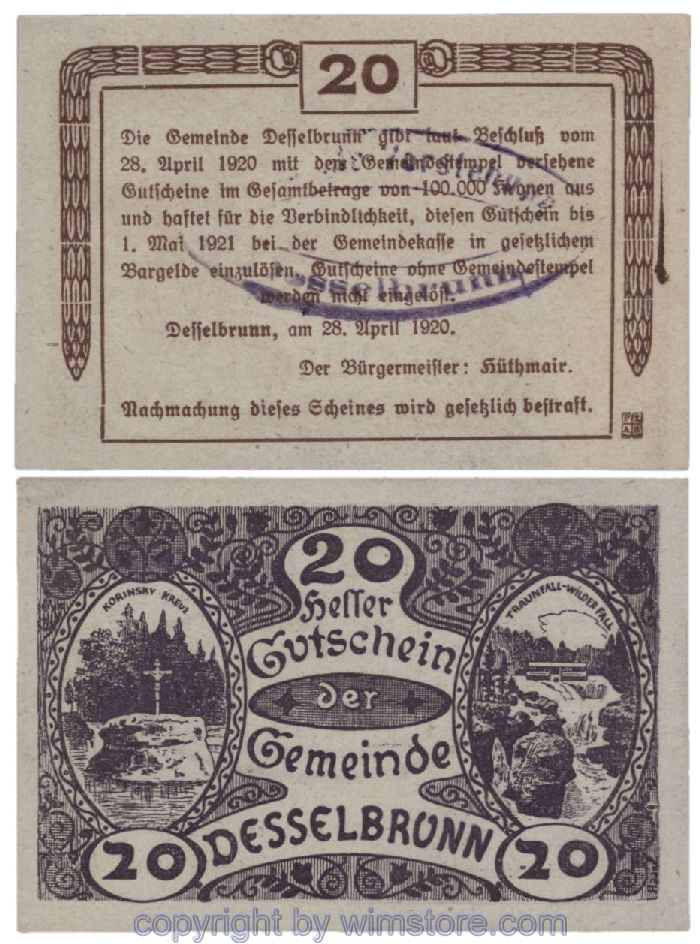 20
Die Gemeinde Desselbrunn gibt laut Beschluß vom
28. April 1920 mit dem Gemeindestempel versehene
Gutscheine im Gesamtbetrage von 100.000 Kronen aus
und haftet für die Verbindlichkeit, diesen Gutschein bis
1. Mai 1921 bei der Gemeindekasse in gesetzlichem
Bargelde einzulösen. Gutscheine ohne Gemeindestempel
werden nicht eingelöst.
Desselbrunn, am 28. April 1920.
Der Bürgermeister: Hüthmair.
Nachmachung dieses Scheines wird gesetzlich bestraft.
Desselbrunn
20
Heller
KORINSKY KREUZ
TRAUNFALL-WILDER FALL
Gutschein
der
Gemeinde
DESSELBRUNN
20
20
copyright by wimstore.com